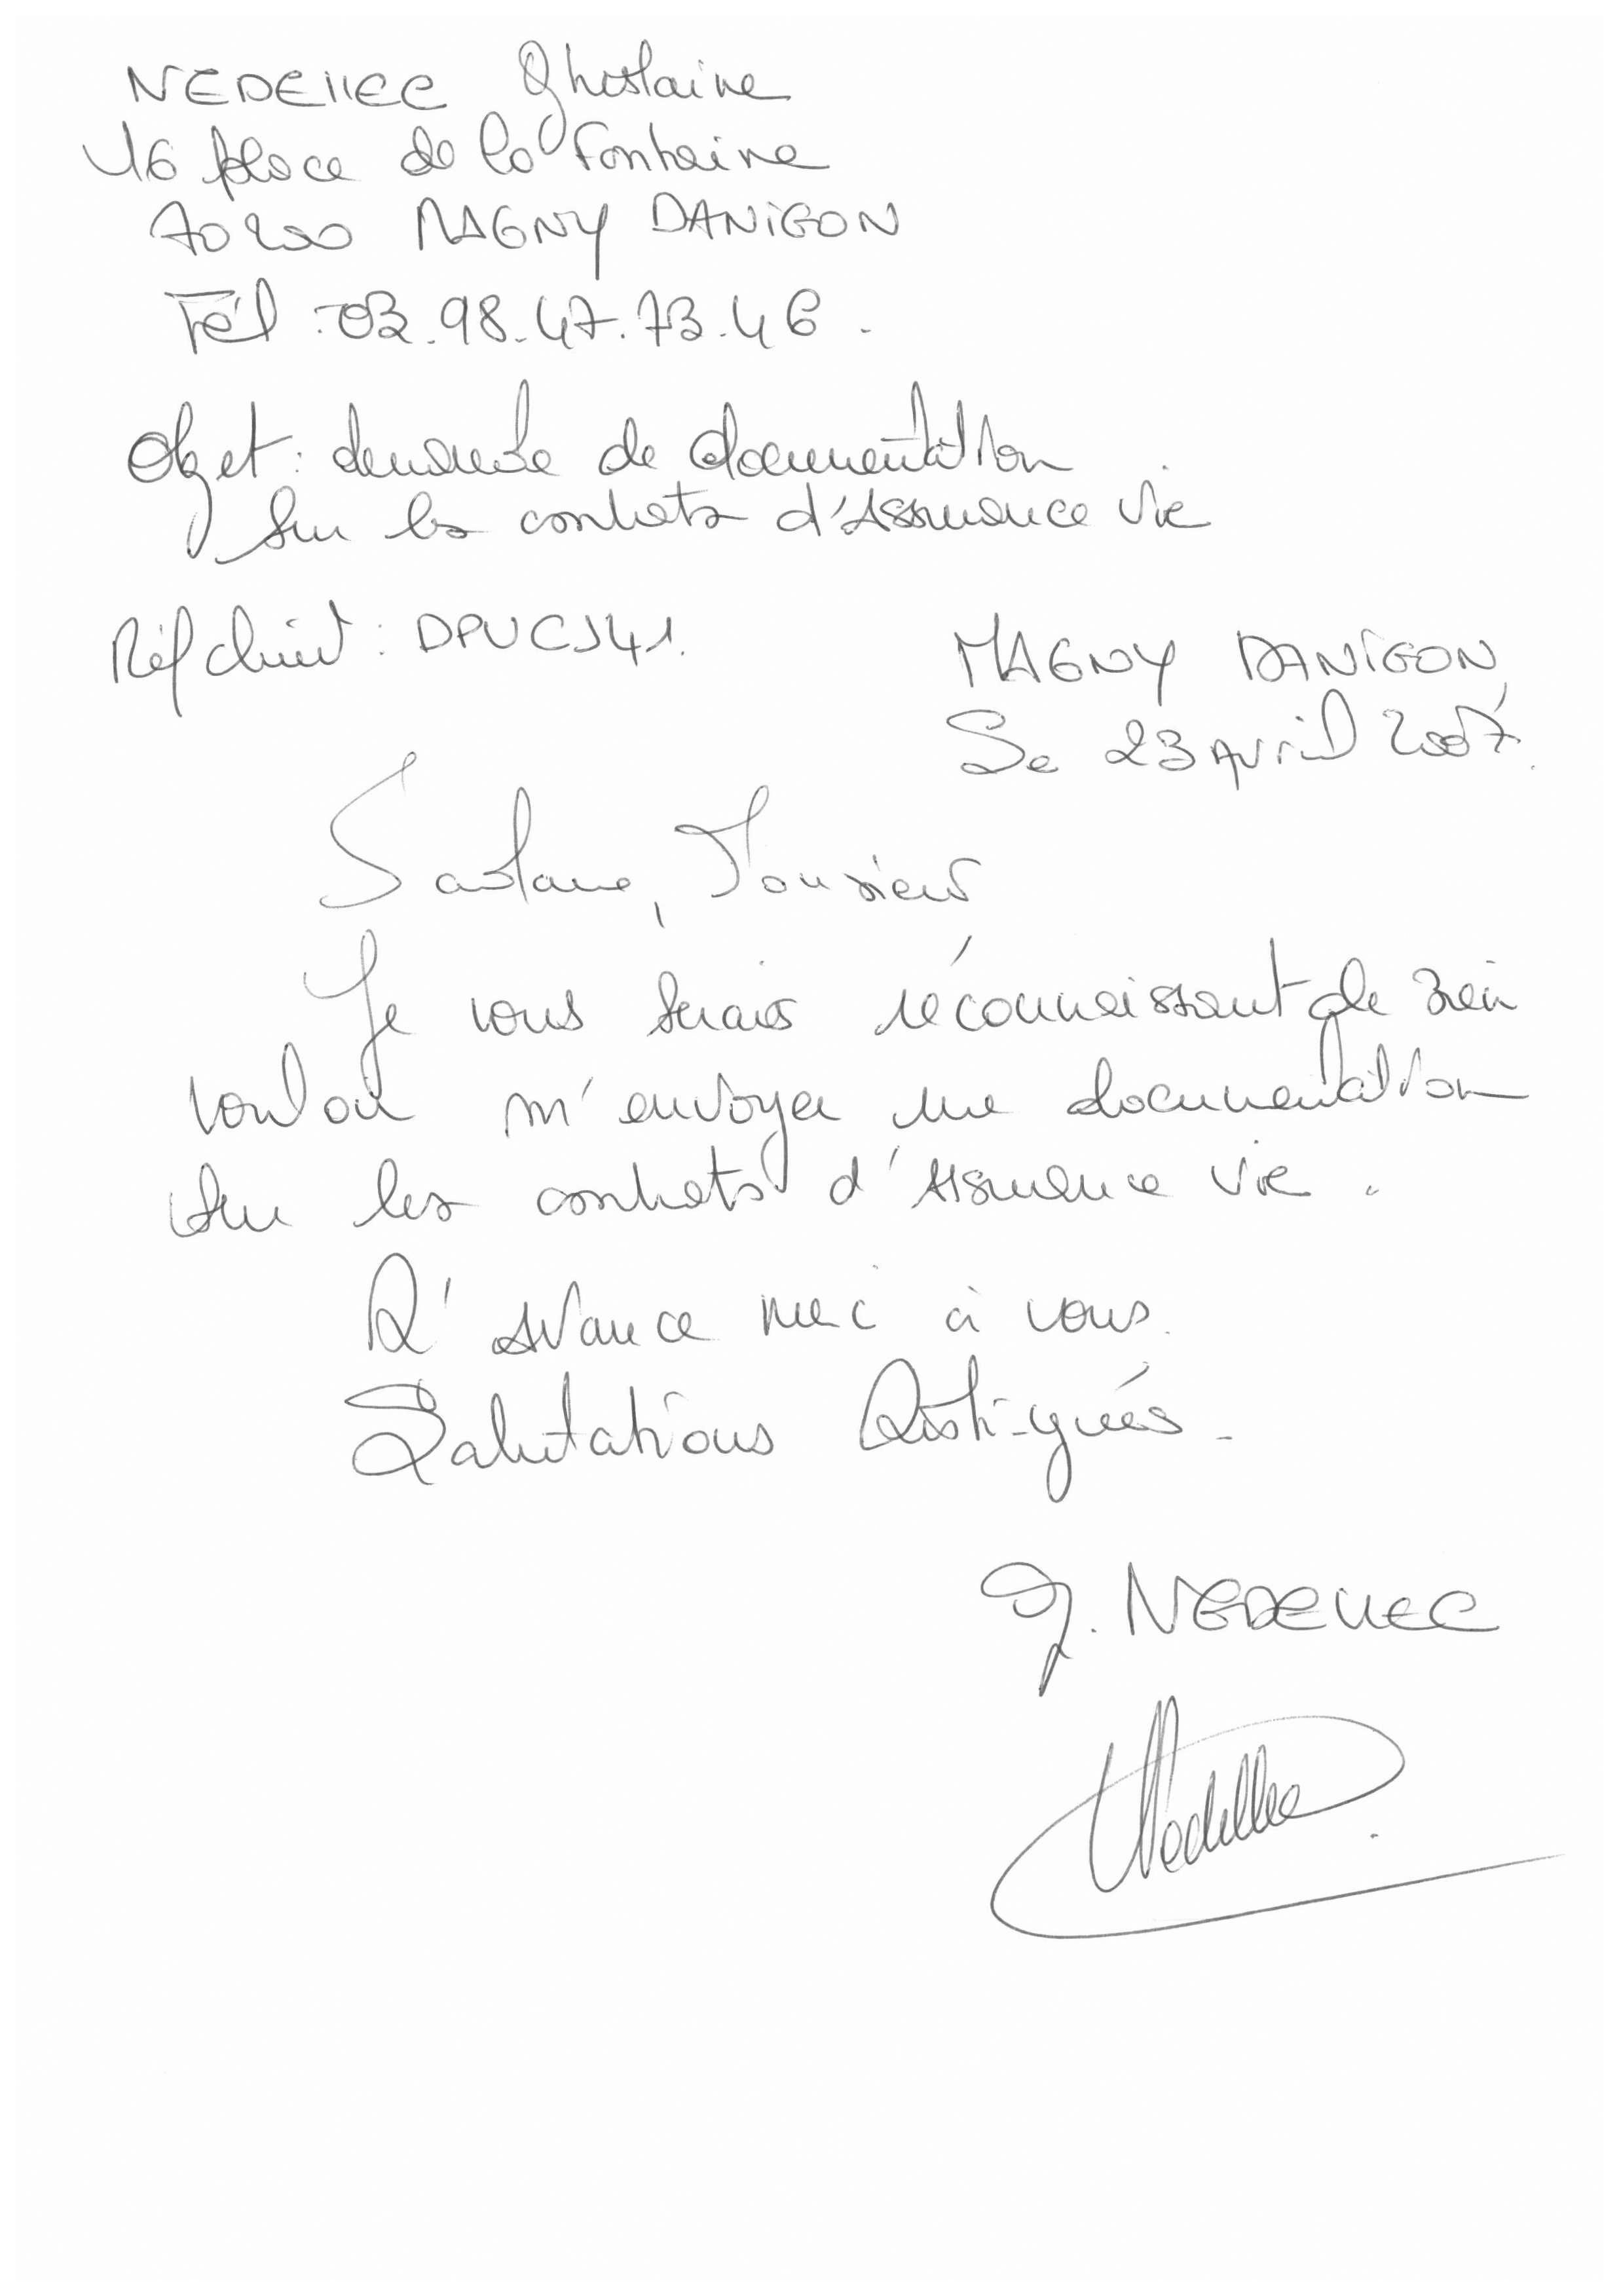 NEDELLEC Ghislaine
16 place de la Fontaine
70200 MAGNY DANIGON
Tél : 03.98.47.73.46.
Objet : demande de documentation
sur les contrats d'Assurance vie
Réf client : DPUCJ41.
MAGNY DANIGON,
Le 23 Avril 2007.
Madame, Monsieur
Je vous serais réconnaissant de bien
vouloir m'envoyer une documentation
sur les contrats d'Assurance vie.
D'avance merci à vous.
Salutations Distingués.
G. NEDELLEC
Nedellec